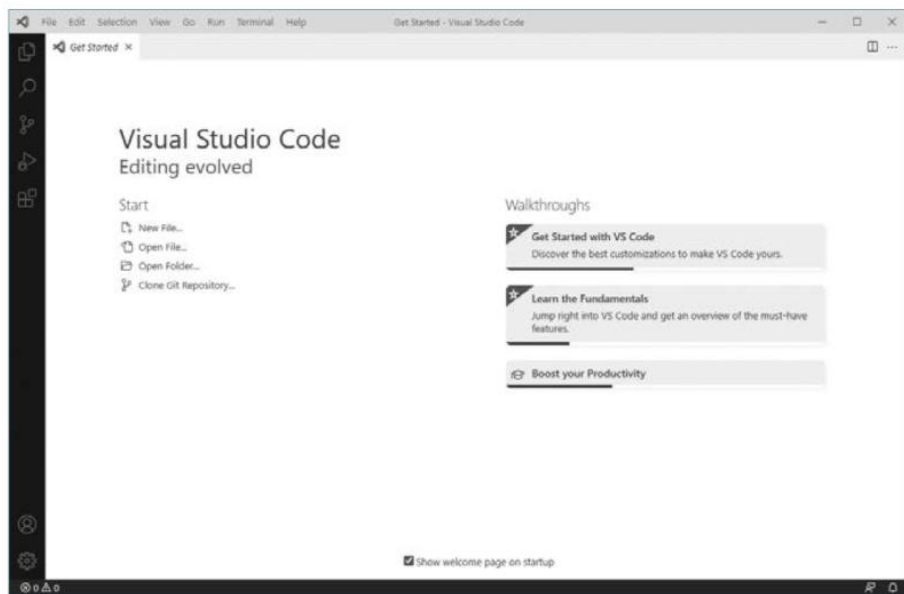 File Edit Selection View Go Run Terminal Help
Get Started - Visual Studio Code
Get Started
Visual Studio Code
Editing evolved
Start
New File...
Open File...
Open Folder...
Clone Git Repository...
Walkthroughs
Get Started with VS Code
Discover the best customizations to make VS Code yours.
Learn the Fundamentals
Jump right into VS Code and get an overview of the must-have
features.
Boost your Productivity
Show welcome page on startup
0 0